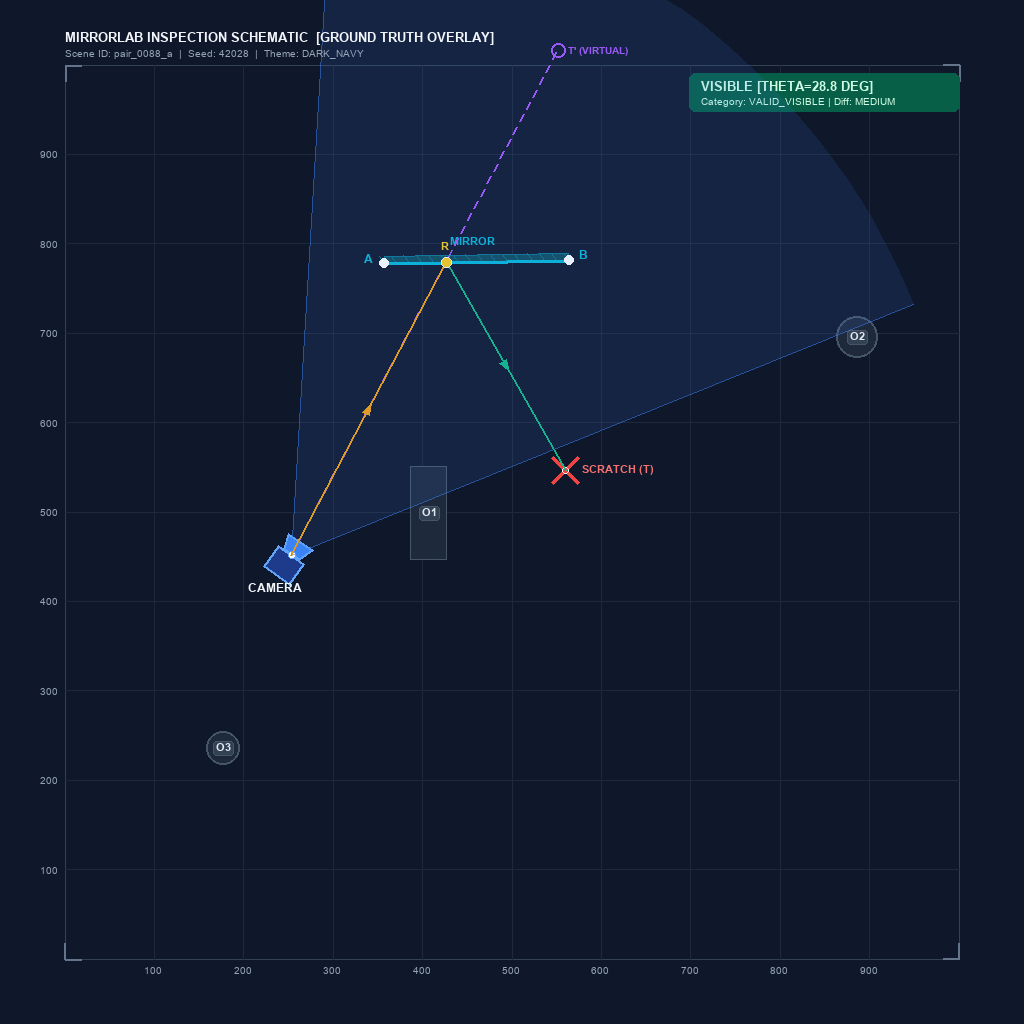 MIRRORLAB INSPECTION SCHEMATIC [GROUND TRUTH OVERLAY]
Scene ID: pair_0088_a | Seed: 42028 | Theme: DARK_NAVY
T' (VIRTUAL)
VISIBLE [THETA=28.8 DEG]
Category: VALID_VISIBLE | Diff: MEDIUM
900
800
R
MIRROR
A
B
700
O2
600
SCRATCH (T)
500
O1
CAMERA
400
300
O3
200
100
100 200 300 400 500 600 700 800 900